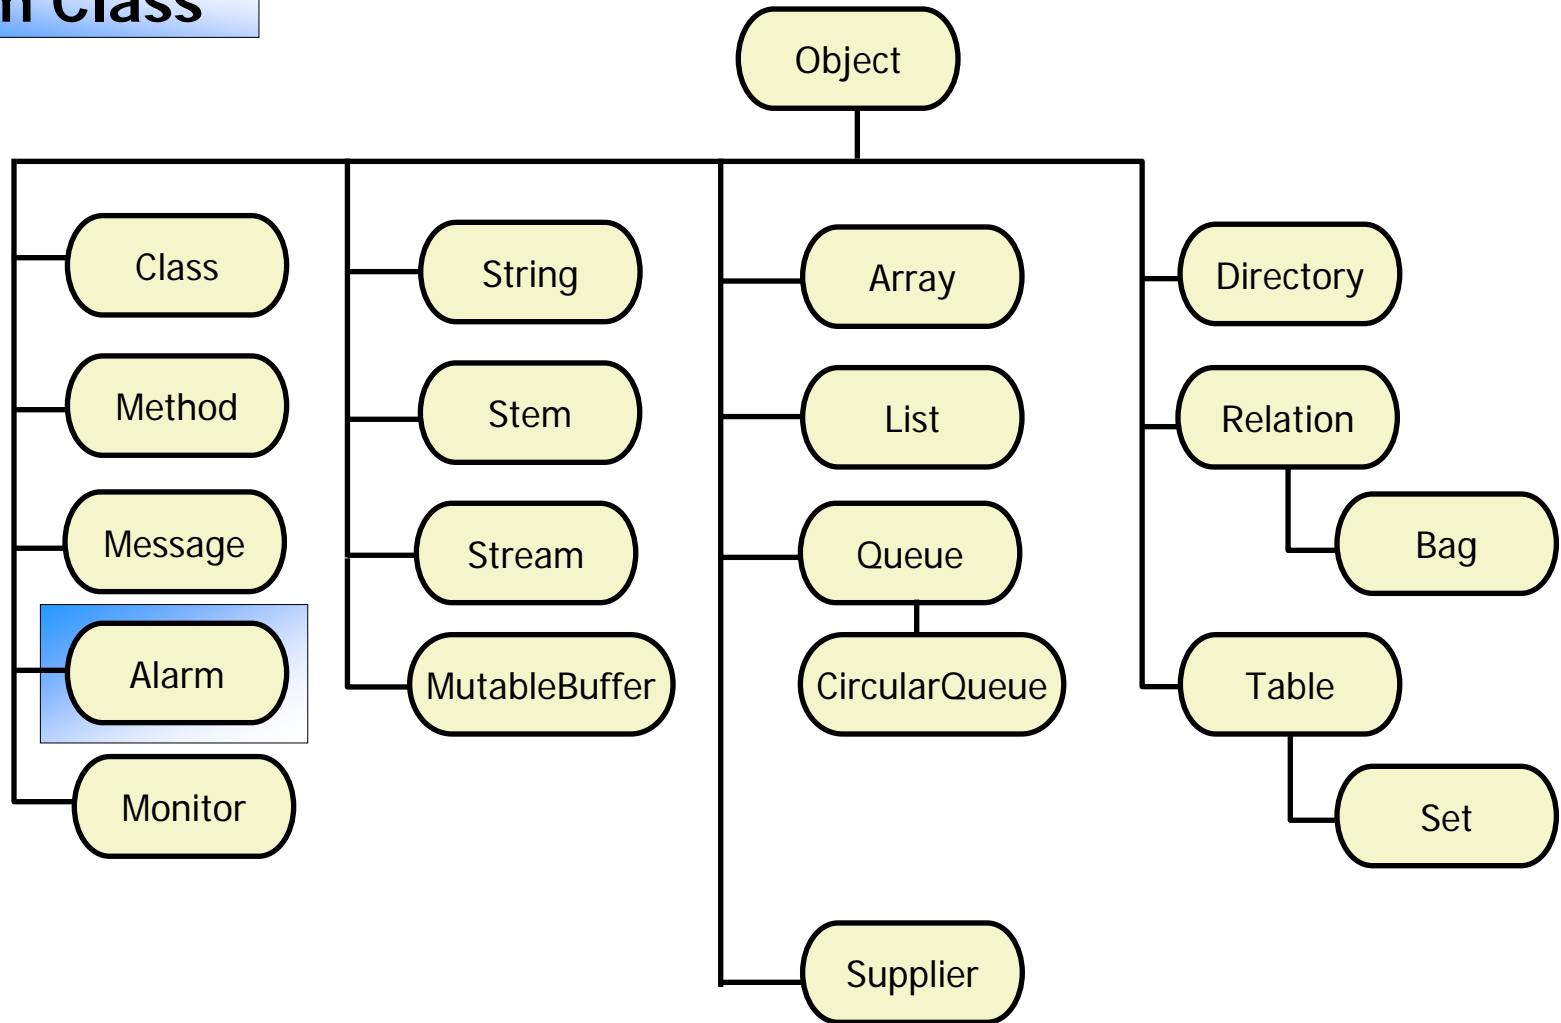 Class
Object
Class
Method
Message
Alarm
Monitor
String
Stem
Stream
MutableBuffer
Array
List
Queue
CircularQueue
Supplier
Directory
Relation
Bag
Table
Set